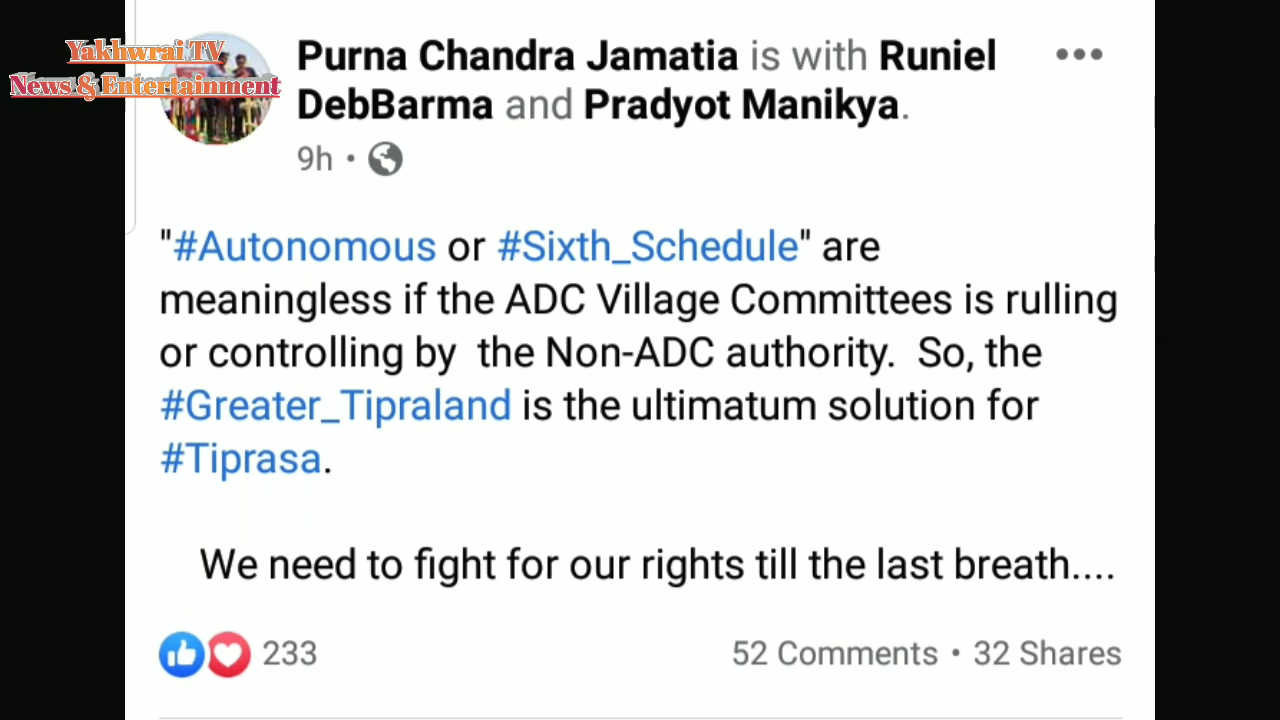 Yakhwrai TV
News & Entertainment
Purna Chandra Jamatia is with Runiel
DebBarma and Pradyot Manikya.
9h •
"#Autonomous or #Sixth_Schedule" are
meaningless if the ADC Village Committees is rulling
or controlling by  the Non-ADC authority.  So, the
#Greater_Tipraland is the ultimatum solution for
#Tiprasa.
We need to fight for our rights till the last breath....
233
52 Comments • 32 Shares